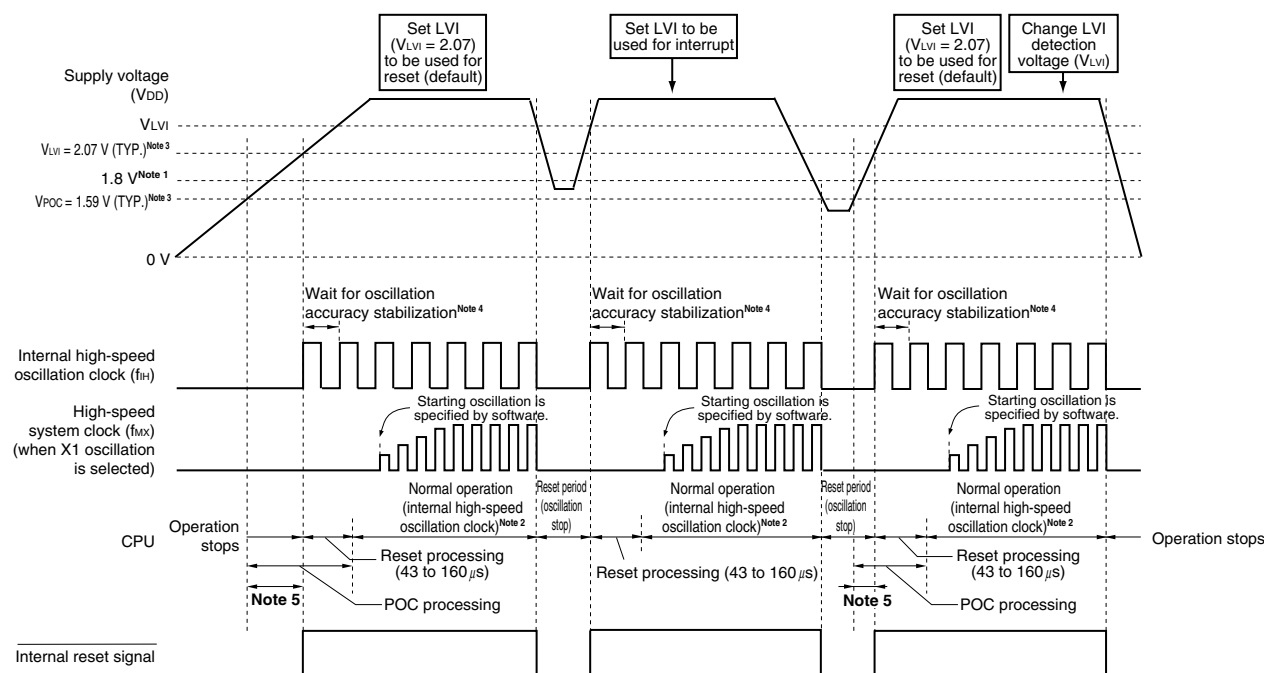 Set LVI
(VLVI = 2.07)
to be used for
reset (default)
Set LVI to be
used for interrupt
Set LVI
(VLVI = 2.07)
to be used for
reset (default)
Change LVI
detection
voltage (VLVI)
Supply voltage
(VDD)
VLVI
VLVI = 2.07 V (TYP.)Note 3
1.8 VNote 1
VPOC = 1.59 V (TYP.)Note 3
0 V
Wait for oscillation
accuracy stabilizationNote 4
Wait for oscillation
accuracy stabilizationNote 4
Wait for oscillation
accuracy stabilizationNote 4
Internal high-speed
oscillation clock (fIH)
High-speed
system clock (fMX)
(when X1 oscillation
is selected)
Starting oscillation is
specified by software.
Starting oscillation is
specified by software.
Starting oscillation is
specified by software.
CPU
Operation
stops
Normal operation
(internal high-speed
oscillation clock)Note 2
Reset period
(oscillation
stop)
Normal operation
(internal high-speed
oscillation clock)Note 2
Reset period
(oscillation
stop)
Normal operation
(internal high-speed
oscillation clock)Note 2
Operation stops
Reset processing
(43 to 160 μs)
Reset processing (43 to 160 μs)
Reset processing
(43 to 160 μs)
Note 5
POC processing
Note 5
POC processing
Internal reset signal